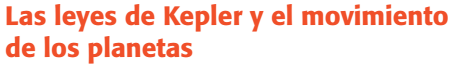 Las leyes de Kepler y el movimiento
de los planetas